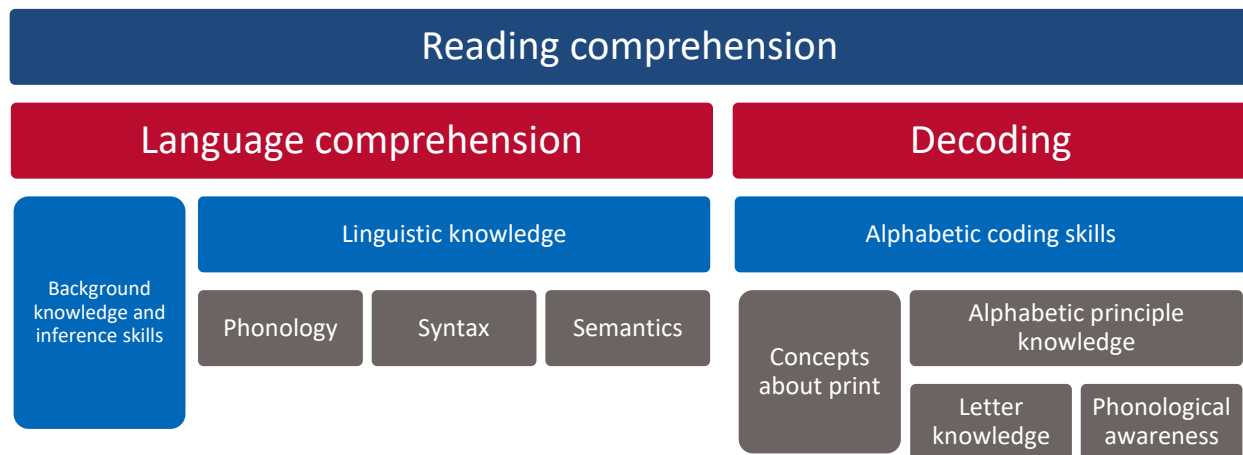 Reading comprehension
Language comprehension
Decoding
Background
knowledge and
inference skills
Linguistic knowledge
Phonology
Syntax
Semantics
Alphabetic coding skills
Concepts
about print
Alphabetic principle
knowledge
Letter
knowledge
Phonological
awareness